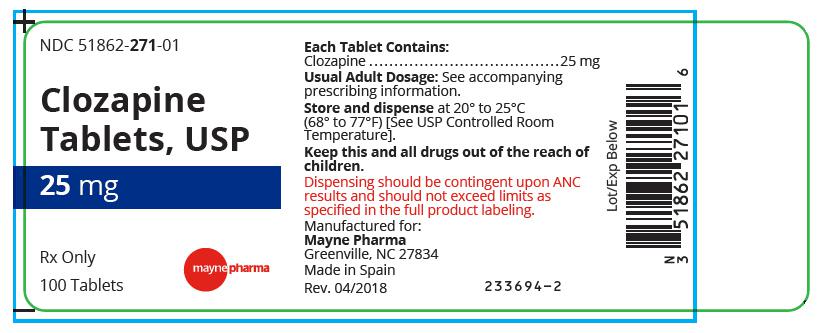 NDC 51862-271-01
Clozapine
Tablets, USP
25 mg
Rx Only
100 Tablets
maynepharma
Each Tablet Contains:
Clozapine ....................................25 mg
Usual Adult Dosage: See accompanying
prescribing information.
Store and dispense at 20° to 25°C
(68° to 77°F) [See USP Controlled Room
Temperature].
Keep this and all drugs out of the reach of
children.
Dispensing should be contingent upon ANC
results and should not exceed limits as
specified in the full product labeling.
Manufactured for:
Mayne Pharma
Greenville, NC 27834
Made in Spain
Rev. 04/2018
233694-2
Lot/Exp Below
N
3 51862 27101 6